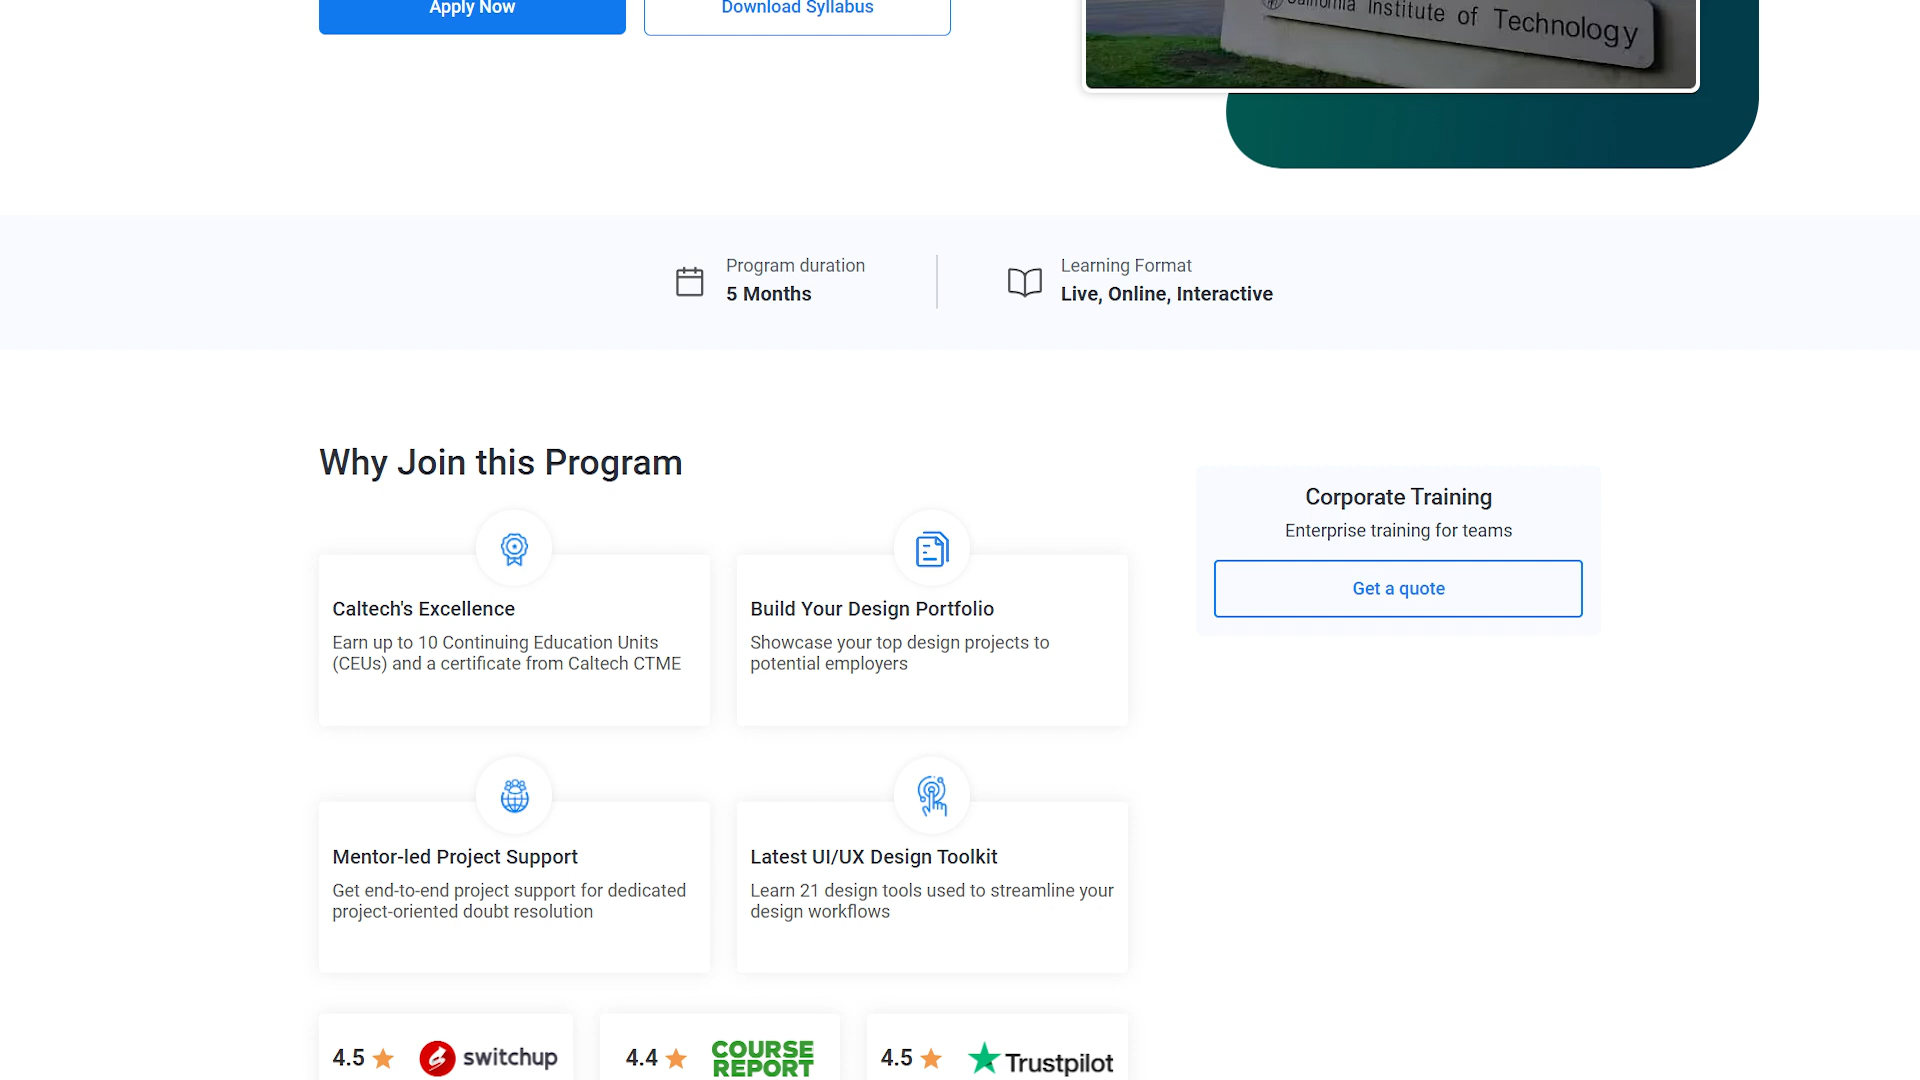 Apply Now
Download Syllabus
California Institute of Technology
Program duration
5 Months
Learning Format
Live, Online, Interactive
Why Join this Program
Caltech's Excellence
Earn up to 10 Continuing Education Units
(CEUs) and a certificate from Caltech CTME
Build Your Design Portfolio
Showcase your top design projects to
potential employers
Corporate Training
Enterprise training for teams
Get a quote
Mentor-led Project Support
Get end-to-end project support for dedicated
project-oriented doubt resolution
Latest UI/UX Design Toolkit
Learn 21 design tools used to streamline your
design workflows
4.5
switchup
4.4
COURSE
REPORT
4.5
Trustpilot